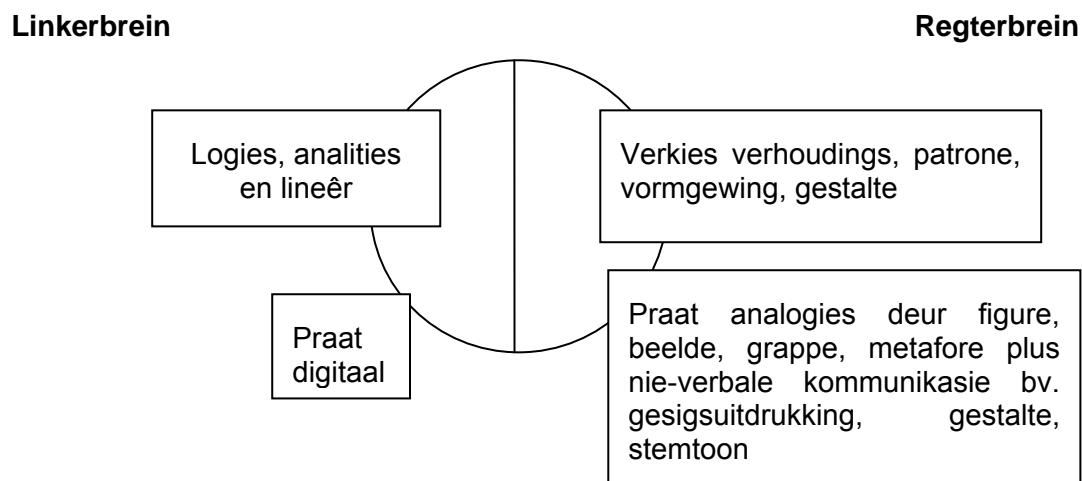 Linkerbrein
Regterbrein
Logies, analities
en lineêr
Verkies verhoudings, patrone,
vormgewing, gestalte
Praat
digitaal
Praat analogies deur figure,
beelde, grappe, metafore plus
nie-verbale kommunikasie bv.
gesigsuitdrukking, gestalte,
stemtoon